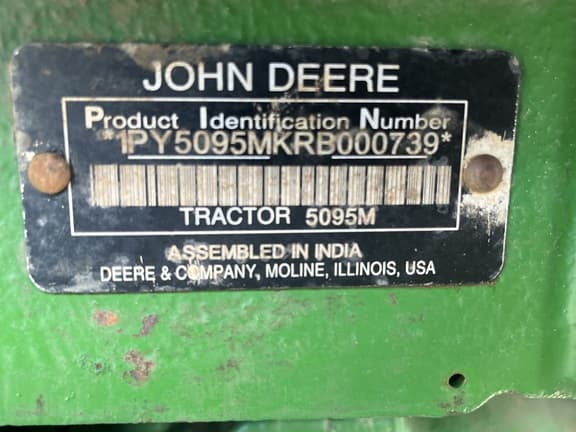 JOHN DEERE
Product Identification Number
*1PY5095MKRB000739*
TRACTOR 5095M
ASSEMBLED IN INDIA
DEERE & COMPANY, MOLINE, ILLINOIS, USA